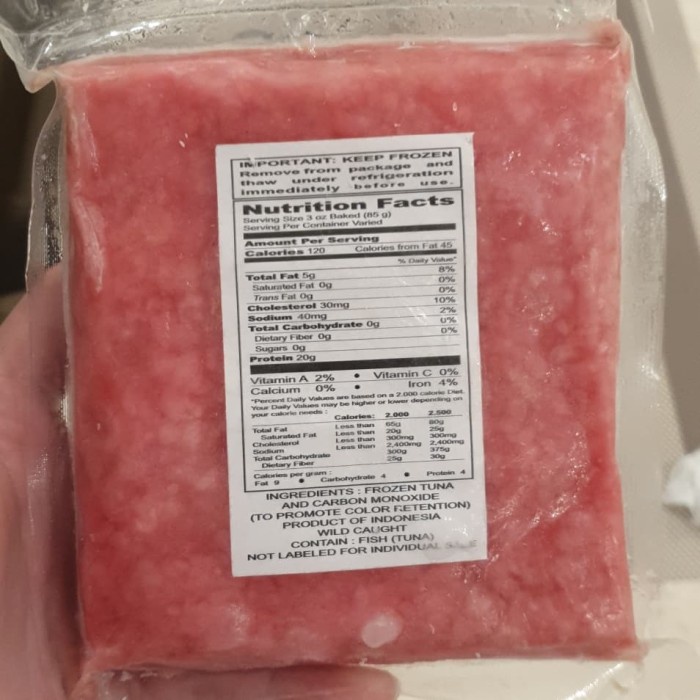 IMPORTANT: KEEP FROZEN
Remove from package and
thaw under refrigeration
immediately before use.
Nutrition Facts
Serving Size 3 oz Baked (85 g)
Serving Per Container Varied
Amount Per Serving
Calories 120 Calories from Fat 45
% Daily Value*
Total Fat 5g 8%
Saturated Fat 0g 0%
Trans Fat 0g 0%
Cholesterol 30mg 10%
Sodium 40mg 2%
Total Carbohydrate 0g 0%
Dietary Fiber 0g 0%
Sugars 0g
Protein 20g
Vitamin A 2% • Vitamin C 0%
Calcium 0% • Iron 4%
*Percent Daily Values are based on a 2,000 calorie Diet.
Your Daily Values may be higher or lower depending on
your calorie needs :
Calories: 2.000 2.500
Total Fat Less than 65g 80g
Saturated Fat Less than 20g 25g
Cholesterol Less than 300mg 300mg
Sodium Less than 2,400mg 2,400mg
Total Carbohydrate 300g 375g
Dietary Fiber 25g 30g
Calories per gram :
Fat 9 • Carbohydrate 4 • Protein 4
INGREDIENTS : FROZEN TUNA
AND CARBON MONOXIDE
(TO PROMOTE COLOR RETENTION)
PRODUCT OF INDONESIA
WILD CAUGHT
CONTAIN : FISH (TUNA)
NOT LABELED FOR INDIVIDUAL